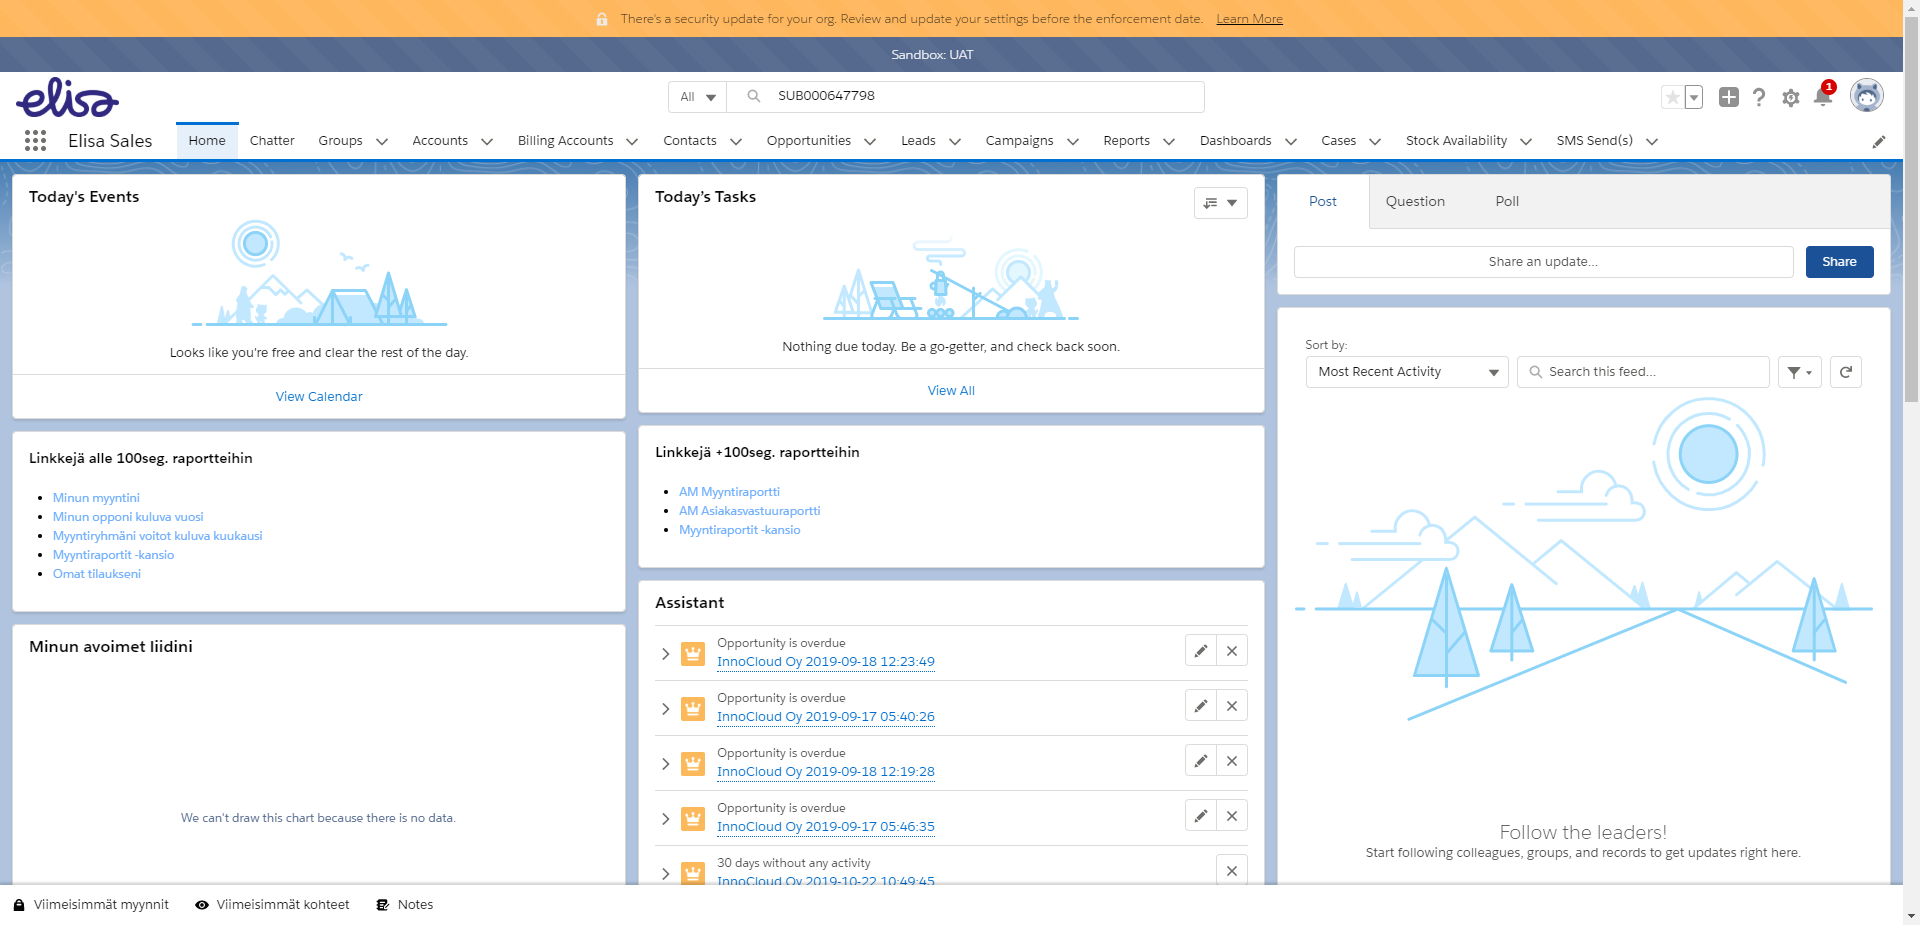 There's a security update for your org. Review and update your settings before the enforcement date. Learn More
Sandbox: UAT
elisa
All
SUB000647798
1
Elisa Sales
Home
Chatter
Groups
Accounts
Billing Accounts
Contacts
Opportunities
Leads
Campaigns
Reports
Dashboards
Cases
Stock Availability
SMS Send(s)
Today's Events
Looks like you're free and clear the rest of the day.
View Calendar
Linkkejä alle 100seg. raportteihin
Minun myyntini
Minun opponi kuluva vuosi
Myyntiryhmäni voitot kuluva kuukausi
Myyntiraportit -kansio
Omat tilaukseni
Minun avoimet liidini
We can't draw this chart because there is no data.
Today’s Tasks
Nothing due today. Be a go-getter, and check back soon.
View All
Linkkejä +100seg. raportteihin
AM Myyntiraportti
AM Asiakasvastuuraportti
Myyntiraportit -kansio
Assistant
Opportunity is overdue
InnoCloud Oy 2019-09-18 12:23:49
Opportunity is overdue
InnoCloud Oy 2019-09-17 05:40:26
Opportunity is overdue
InnoCloud Oy 2019-09-18 12:19:28
Opportunity is overdue
InnoCloud Oy 2019-09-17 05:46:35
30 days without any activity
InnoCloud Oy 2019-10-22 10:49:45
Post
Question
Poll
Share an update...
Share
Sort by:
Most Recent Activity
Search this feed...
Follow the leaders!
Start following colleagues, groups, and records to get updates right here.
Viimeisimmät myynnit
Viimeisimmät kohteet
Notes